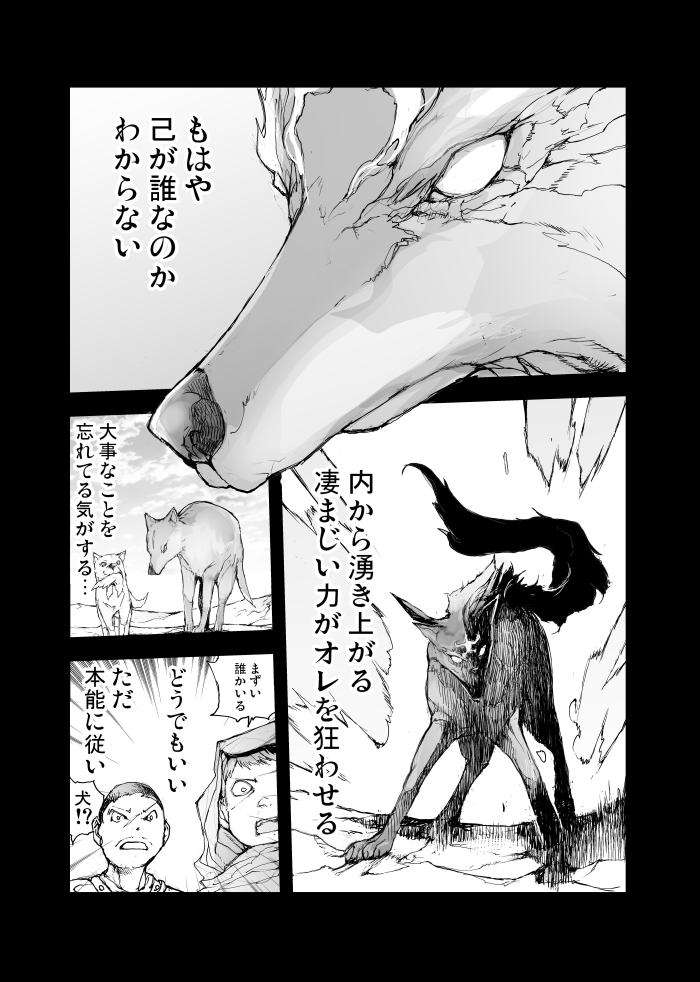 もはや
己が誰なのか
わからない
内から湧き上がる
凄まじい力がオレを狂わせる
大事なことを
忘れてる気がする…
まずい
誰かいる
どうでもいい
ただ
本能に従い
犬!?